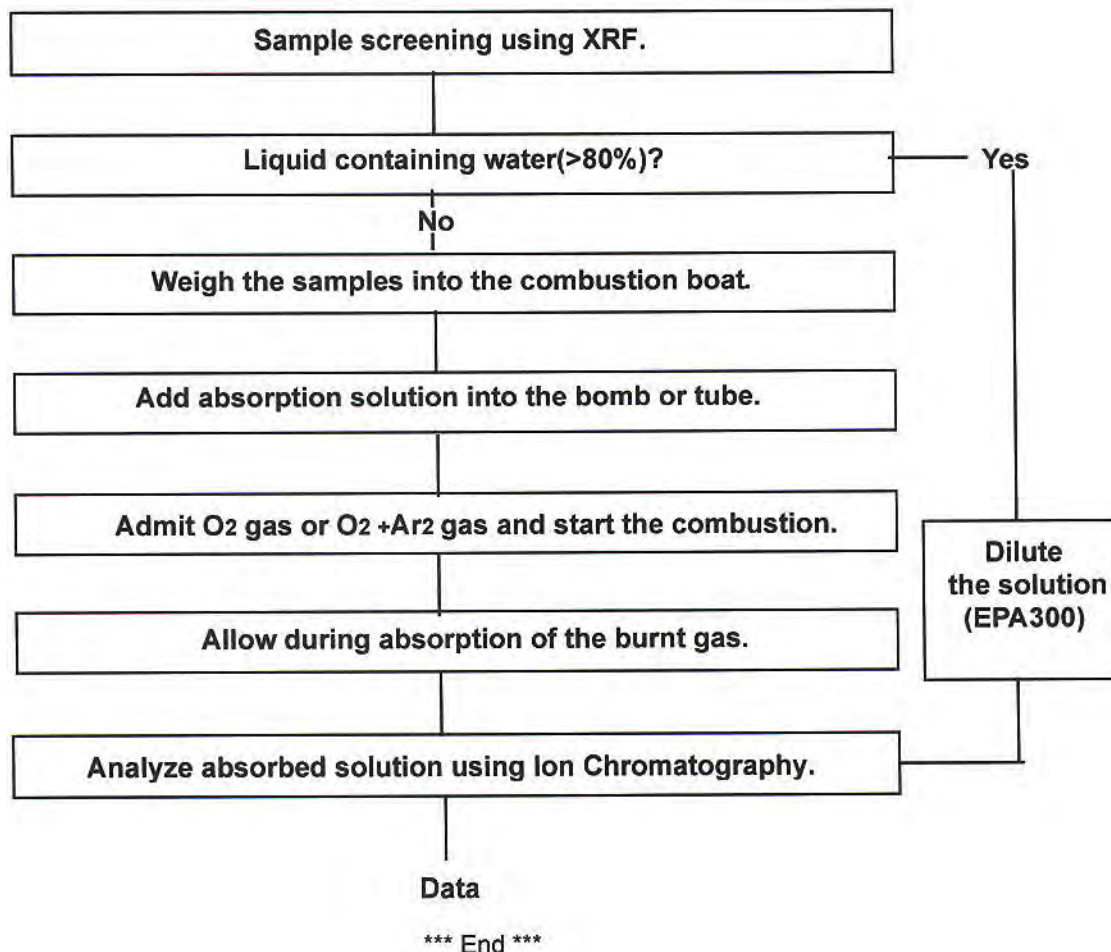 Sample screening using XRF.
Liquid containing water(>80%)?
Yes
No
Weigh the samples into the combustion boat.
Add absorption solution into the bomb or tube.
Admit O2 gas or O2 +Ar2 gas and start the combustion.
Dilute
the solution
(EPA300)
Allow during absorption of the burnt gas.
Analyze absorbed solution using Ion Chromatography.
Data
*** End ***